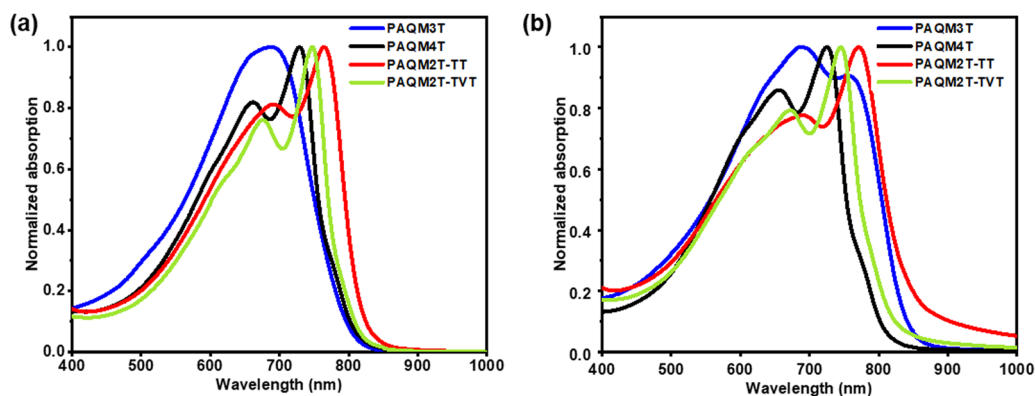 (a)
PAQM3T
PAQM4T
PAQM2T-TT
PAQM2T-TVT
Normalized absorption
1.0
0.8
0.6
0.4
0.2
0.0
400 500 600 700 800 900 1000
Wavelength (nm)
(b)
PAQM3T
PAQM4T
PAQM2T-TT
PAQM2T-TVT
Normalized absorption
1.0
0.8
0.6
0.4
0.2
0.0
400 500 600 700 800 900 1000
Wavelength (nm)